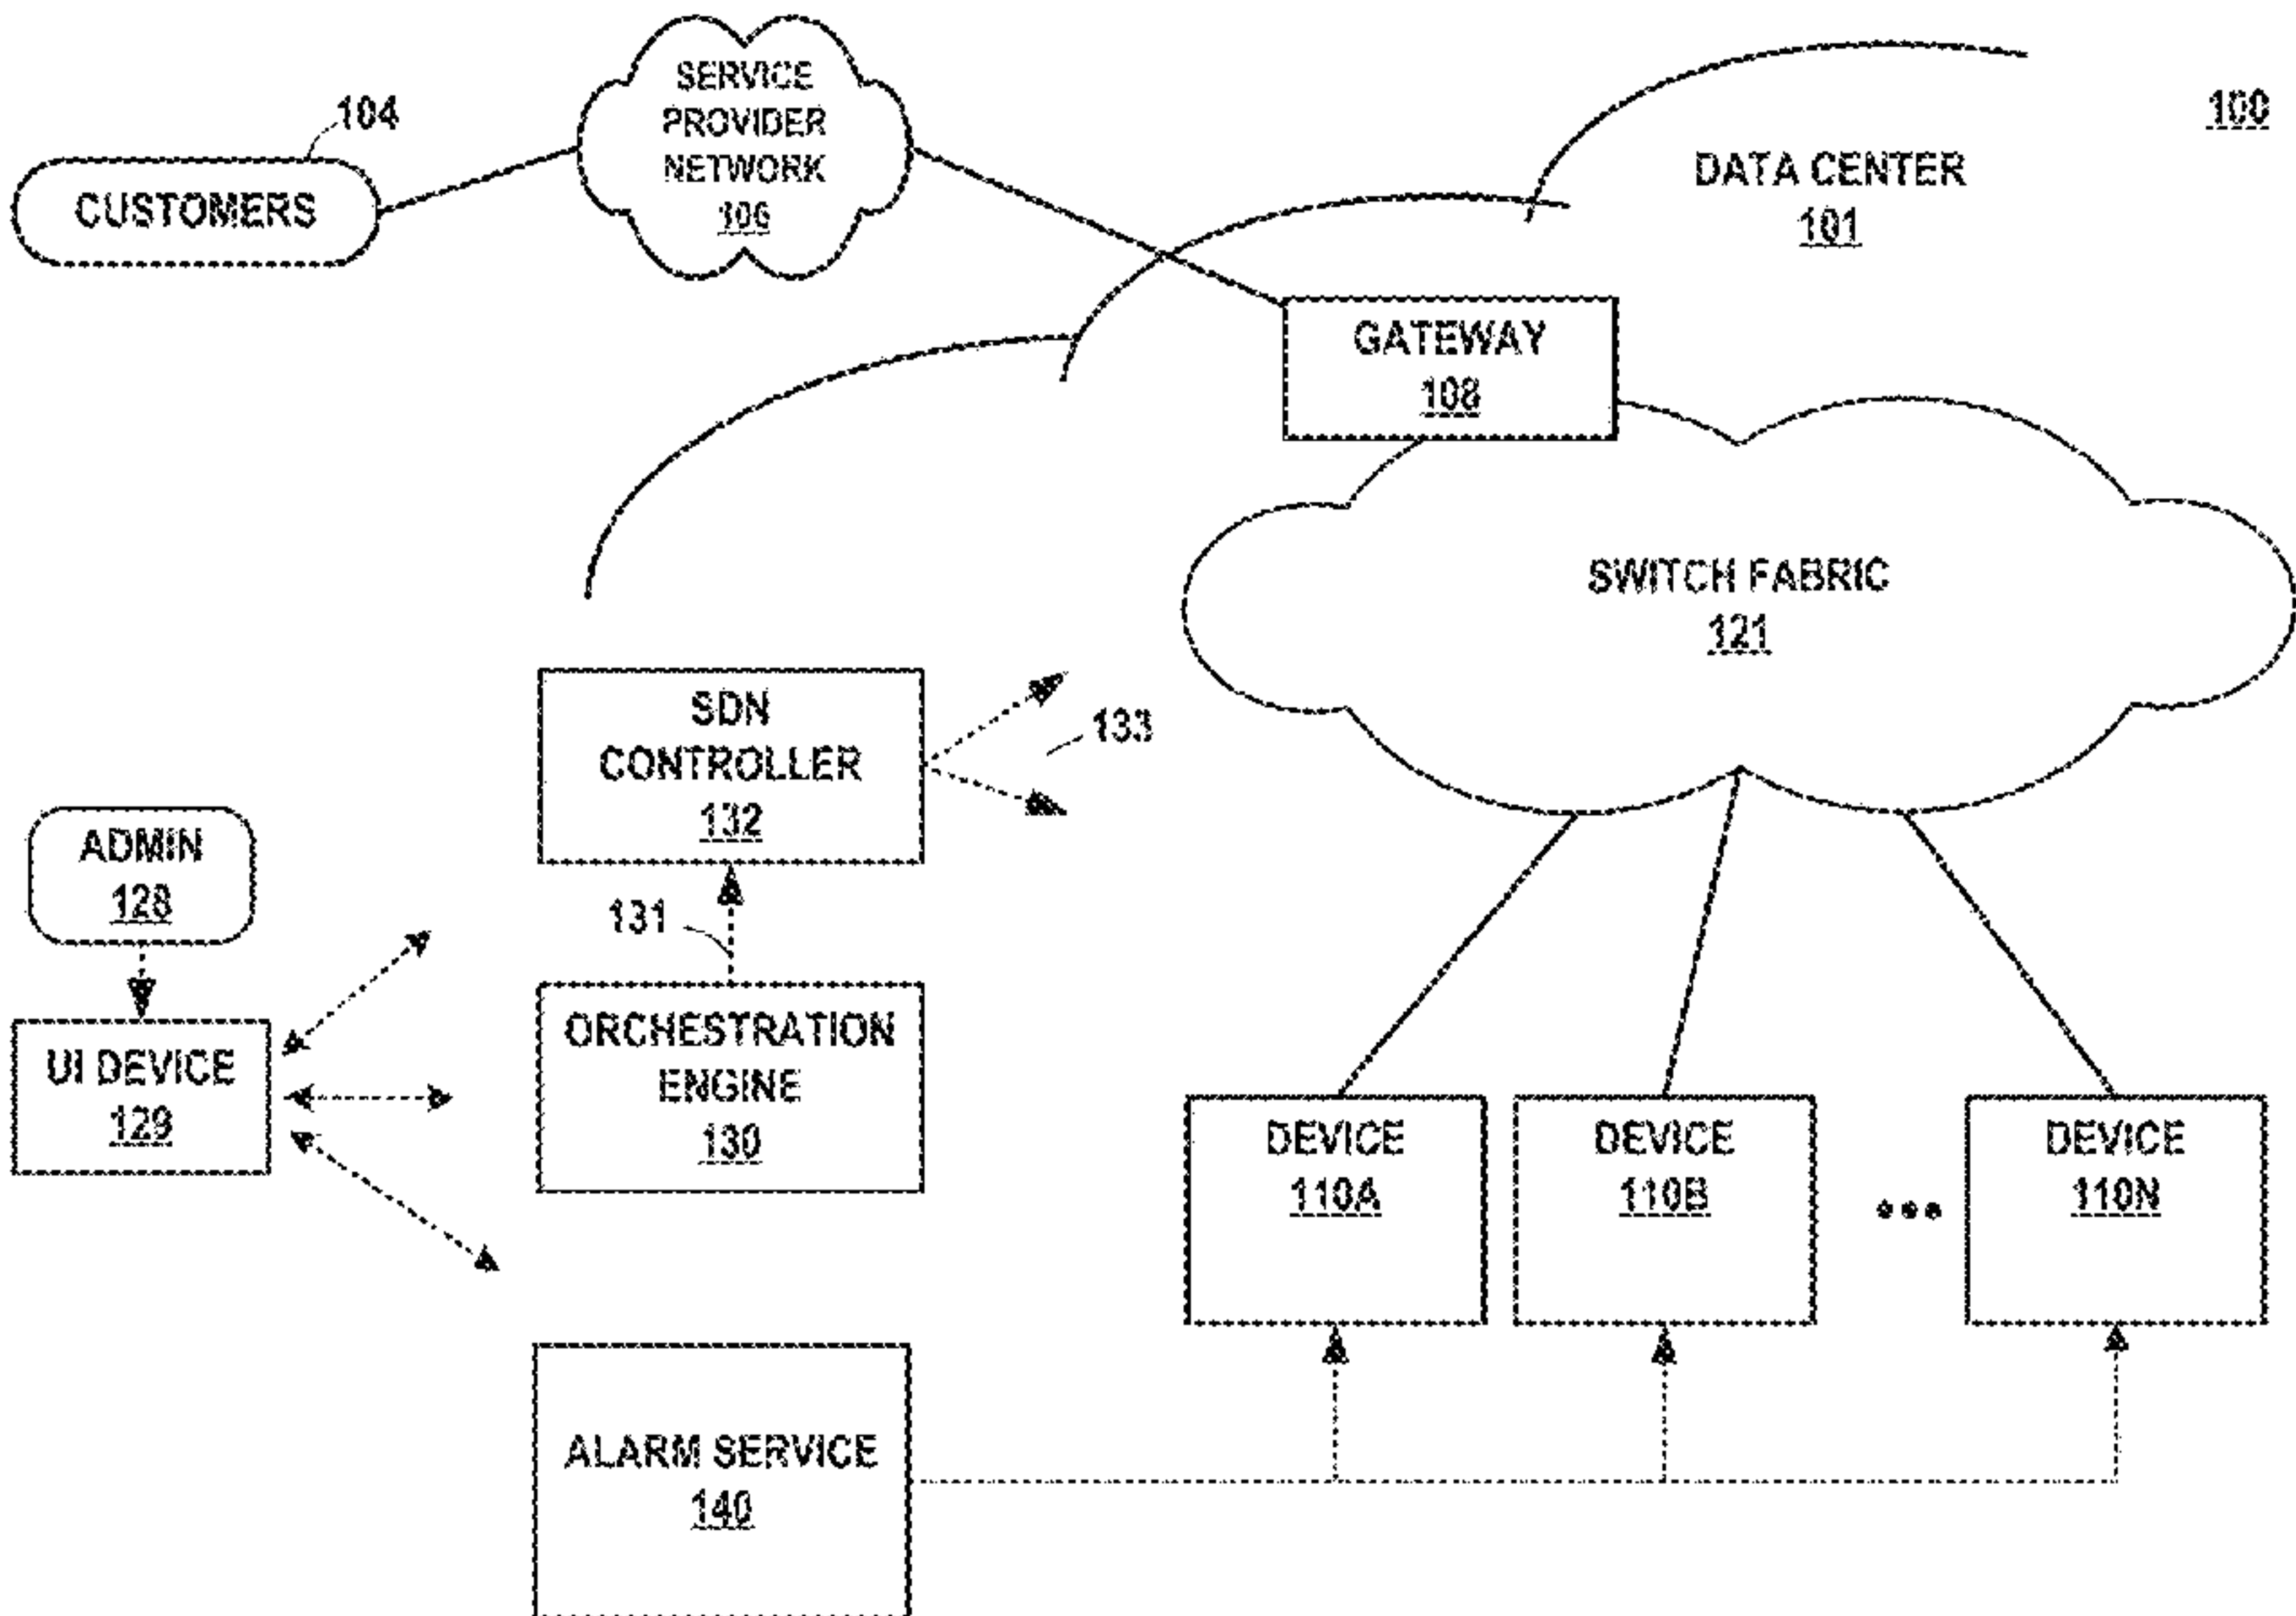 100
104
CUSTOMERS
SERVICE
PROVIDER
NETWORK
106
DATA CENTER
101
GATEWAY
108
SWITCH FABRIC
121
SDN
CONTROLLER
132
133
ADMIN
128
131
UI DEVICE
129
ORCHESTRATION
ENGINE
130
DEVICE
110A
DEVICE
110B
•••
DEVICE
110N
ALARM SERVICE
140